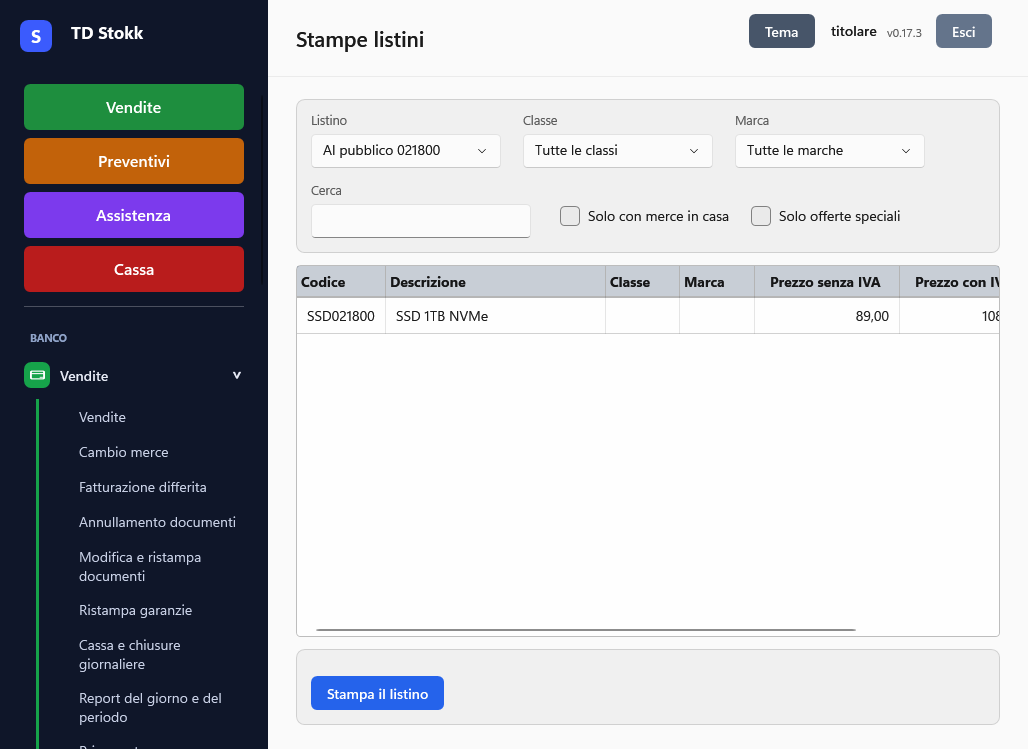 S TD Stokk
Vendite
Preventivi
Assistenza
Cassa
BANCO
Vendite
Vendite
Cambio merce
Fatturazione differita
Annullamento documenti
Modifica e ristampa
documenti
Ristampa garanzie
Cassa e chiusure
giornaliere
Report del giorno e del
periodo
Stampe listini
Tema titolare v0.17.3 Esci
Listino Classe Marca
Al pubblico 021800 Tutte le classi Tutte le marche
Cerca
Solo con merce in casa Solo offerte speciali
Codice Descrizione Classe Marca Prezzo senza IVA Prezzo con
SSD021800 SSD 1TB NVMe 89,00 108
Stampa il listino